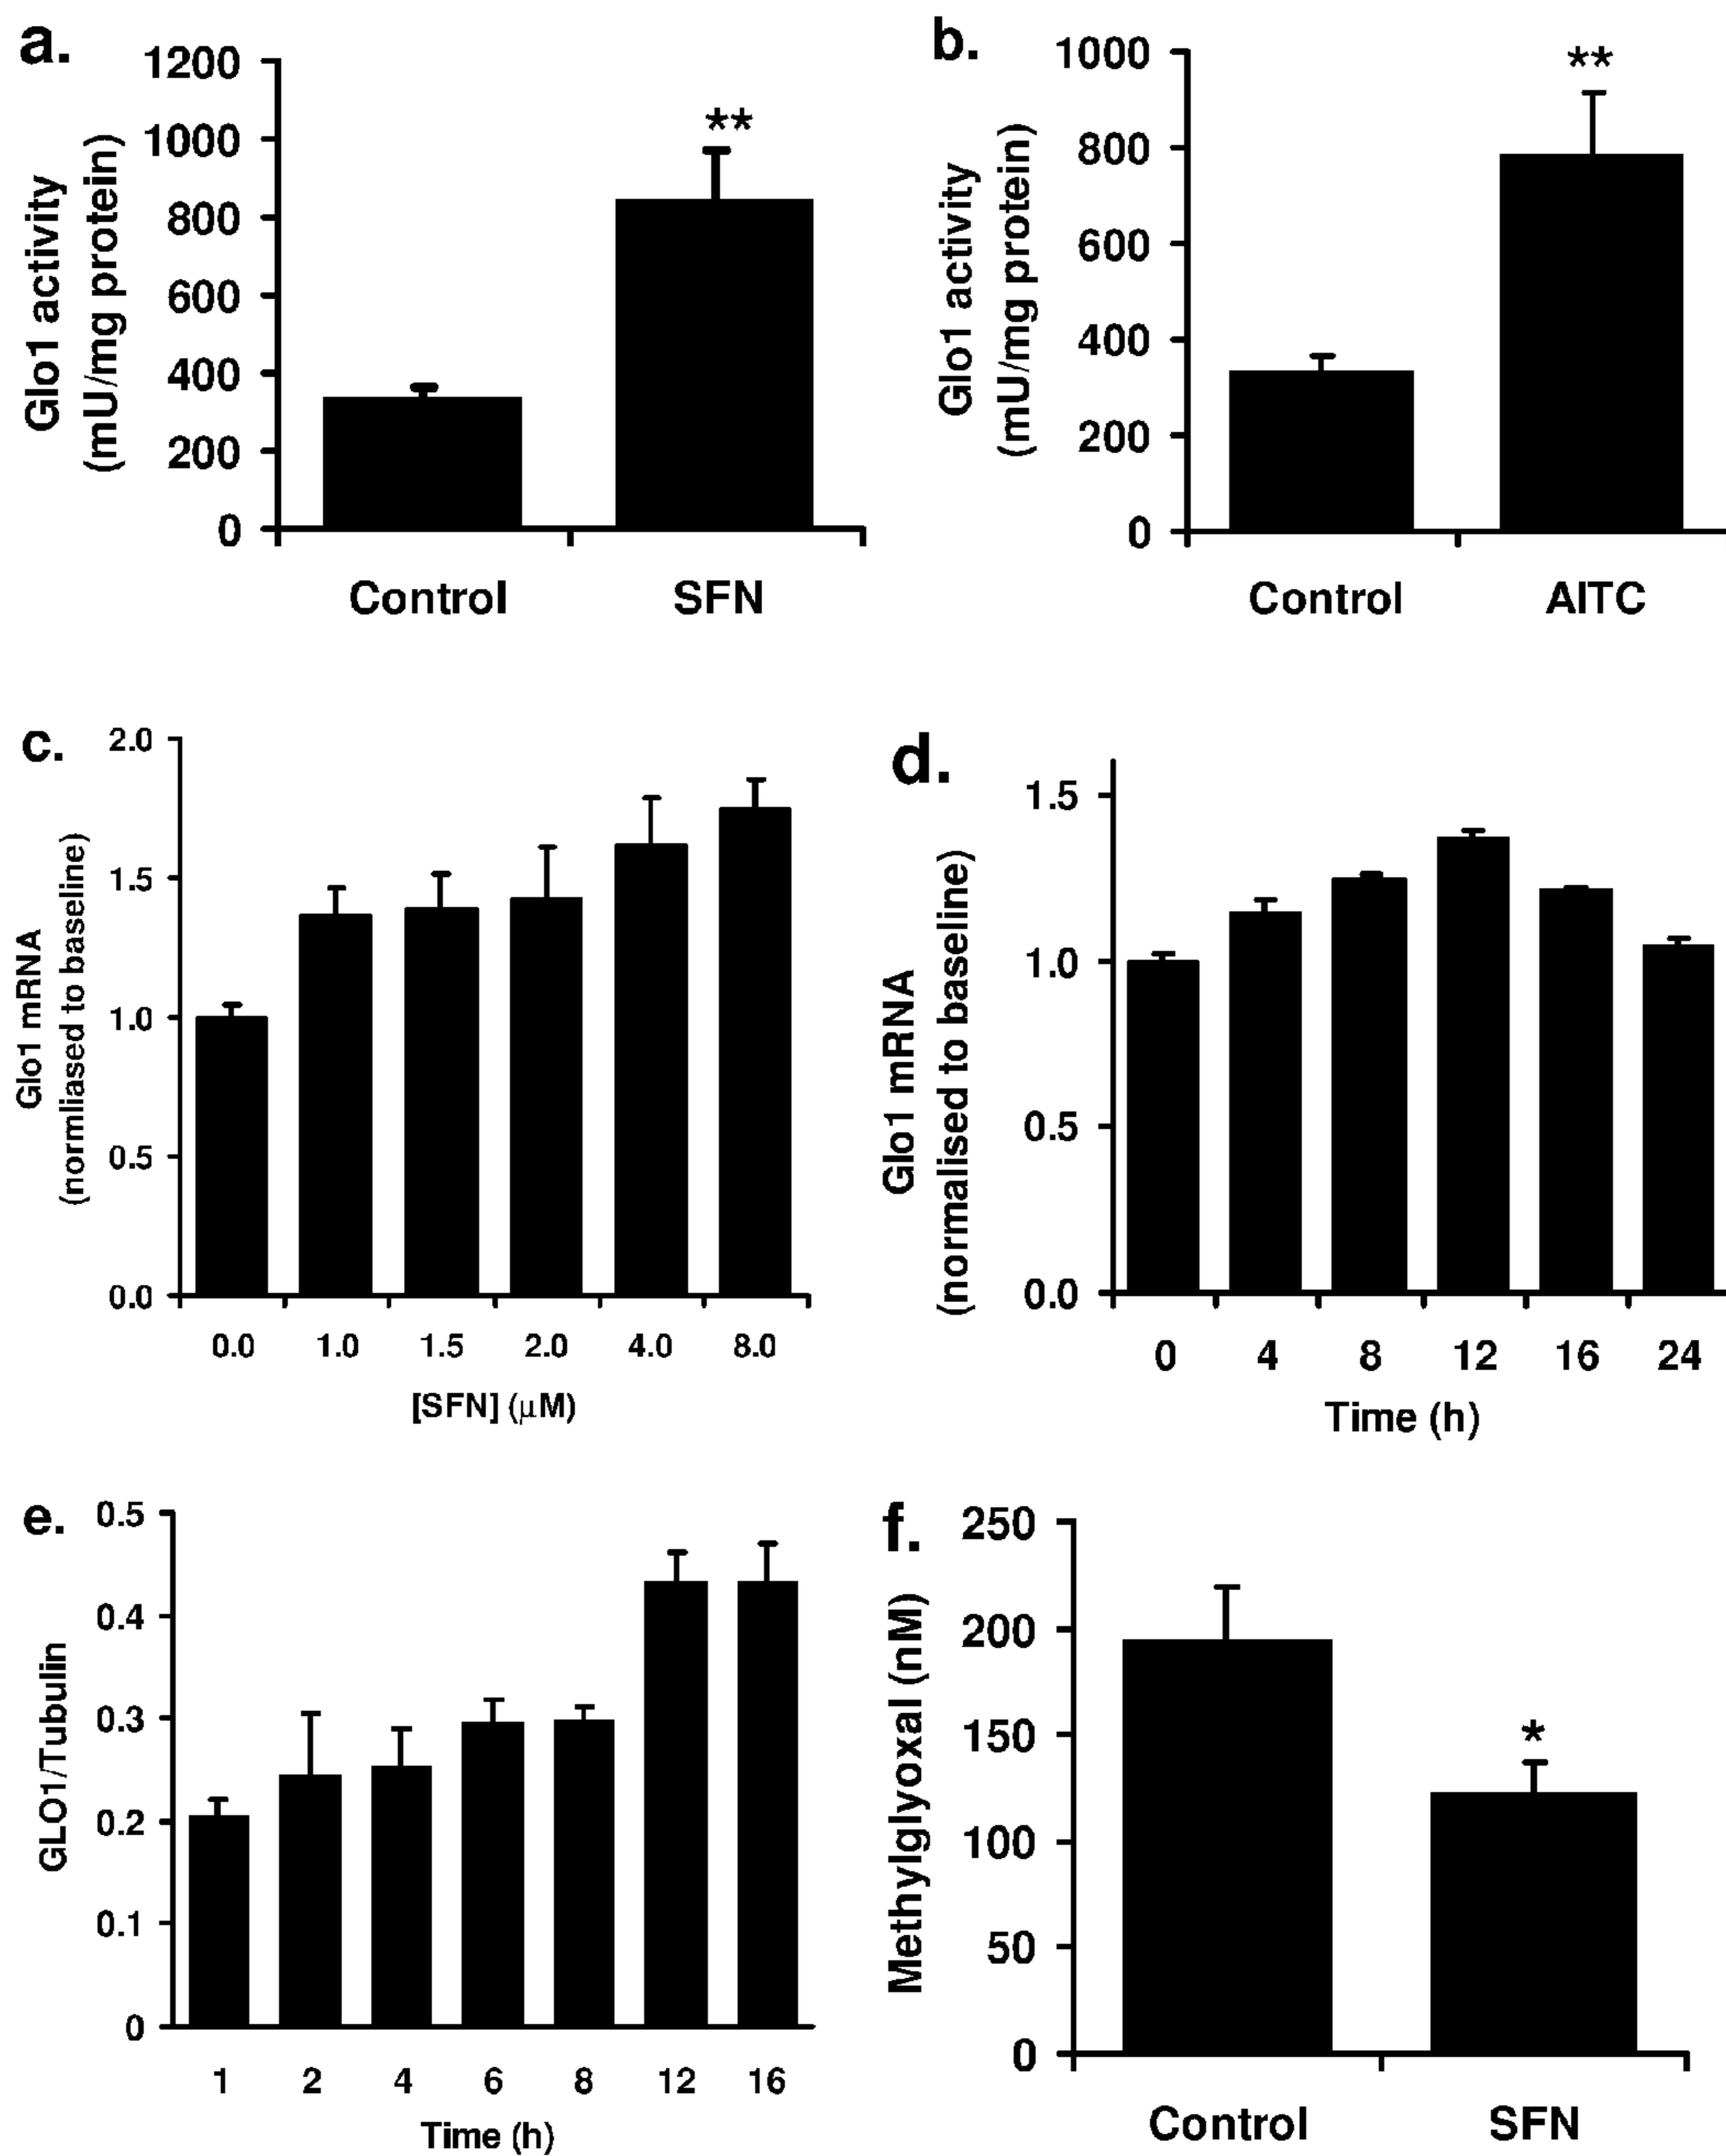 a.
Glo1 activity
(mU/mg protein)
1200
1000
800
600
400
200
0
**
Control SFN
b.
Glo1 activity
(mU/mg protein)
1000
800
600
400
200
0
**
Control AITC
c.
Glo1 mRNA
(normliased to baseline)
2.0
1.5
1.0
0.5
0.0
0.0 1.0 1.5 2.0 4.0 8.0
[SFN] (μM)
d.
Glo1 mRNA
(normalised to baseline)
1.5
1.0
0.5
0.0
0 4 8 12 16 24
Time (h)
e.
GLO1/Tubulin
0.5
0.4
0.3
0.2
0.1
0
1 2 4 6 8 12 16
Time (h)
f.
Methylglyoxal (nM)
250
200
150
100
50
0
*
Control SFN